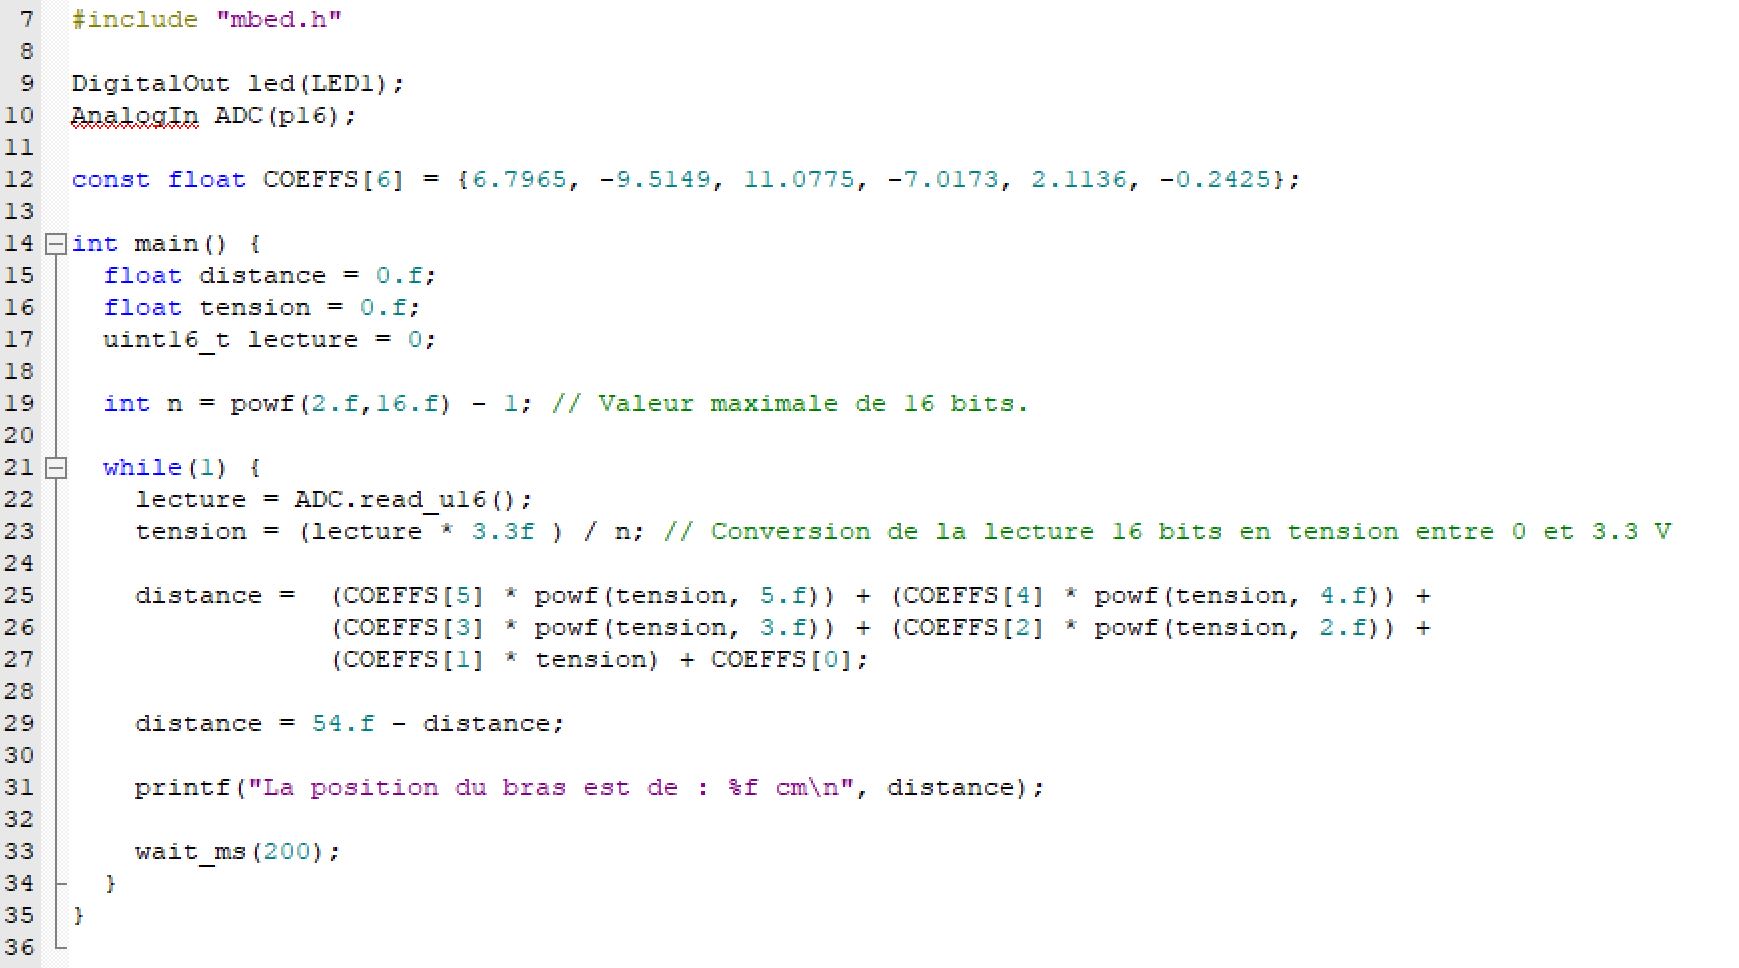 7 #include "mbed.h"
8
9 DigitalOut led(LED1);
10 AnalogIn ADC(p16);
11
12 const float COEFFS[6] = {6.7965, -9.5149, 11.0775, -7.0173, 2.1136, -0.2425};
13
14 int main() {
15 float distance = 0.f;
16 float tension = 0.f;
17 uint16_t lecture = 0;
18
19 int n = powf(2.f,16.f) - 1; // Valeur maximale de 16 bits.
20
21 while(1) {
22 lecture = ADC.read_u16();
23 tension = (lecture * 3.3f ) / n; // Conversion de la lecture 16 bits en tension entre 0 et 3.3 V
24
25 distance = (COEFFS[5] * powf(tension, 5.f)) + (COEFFS[4] * powf(tension, 4.f)) +
26 (COEFFS[3] * powf(tension, 3.f)) + (COEFFS[2] * powf(tension, 2.f)) +
27 (COEFFS[1] * tension) + COEFFS[0];
28
29 distance = 54.f - distance;
30
31 printf("La position du bras est de : %f cm\n", distance);
32
33 wait_ms(200);
34 }
35 }
36